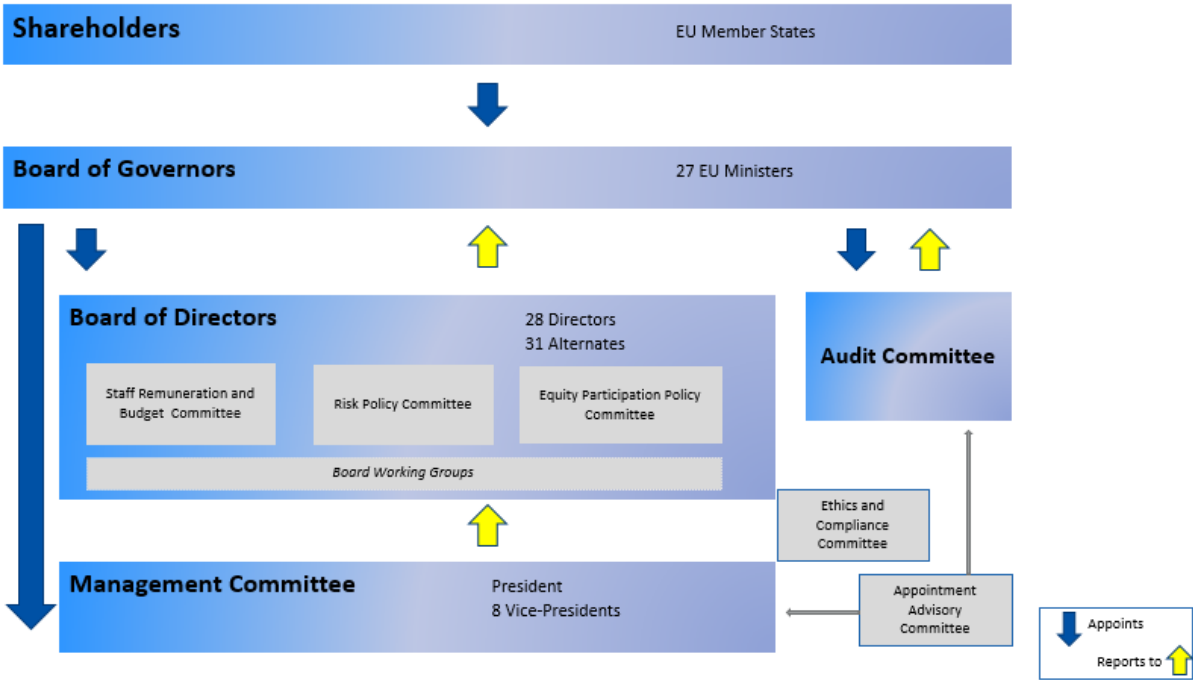 Shareholders
EU Member States
Board of Governors
27 EU Ministers
Board of Directors
28 Directors
31 Alternates
Audit Committee
Staff Remuneration and
Budget Committee
Risk Policy Committee
Equity Participation Policy
Committee
Board Working Groups
Ethics and
Compliance
Committee
Management Committee
President
8 Vice-Presidents
Appointment
Advisory
Committee
Appoints
Reports to